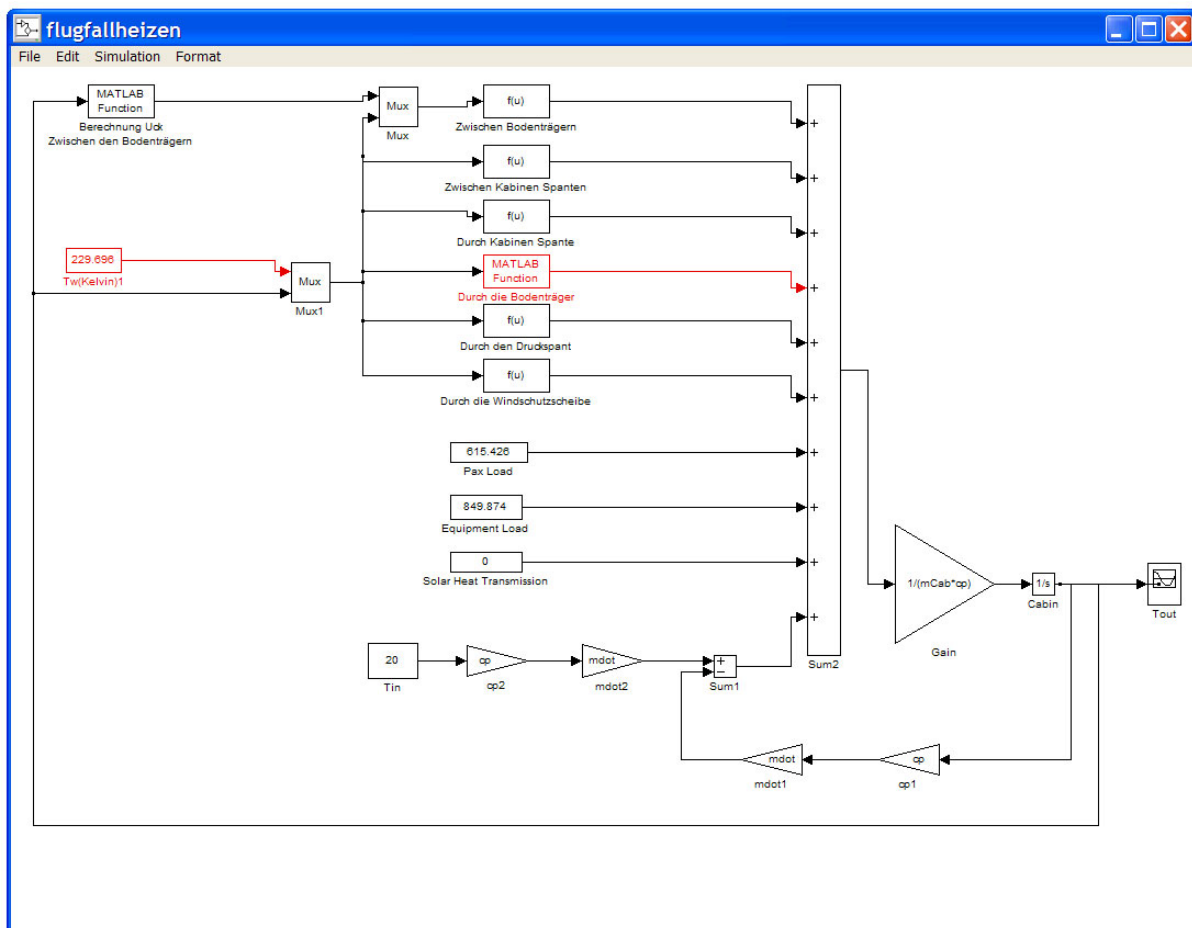 flugfallheizen
File Edit Simulation Format
MATLAB
Function
Berechnung Uck
Zwischen den Bodenträgern
Mux
Mux
f(u)
Zwischen Bodenträgern
+
f(u)
Zwischen Kabinen Spanten
+
f(u)
Durch Kabinen Spante
+
229.696
Tw(Kelvin)1
Mux
Mux1
MATLAB
Function
Durch die Bodenträger
+
f(u)
Durch den Druckspant
+
f(u)
Durch die Windschutzscheibe
+
615.426
Pax Load
+
849.874
Equipment Load
+
0
Solar Heat Transmission
+
1/(mCab*cp)
Gain
1/s
Cabin
Tout
20
Tin
cp
cp2
mdot
mdot2
+
−
Sum1
+
Sum2
mdot
mdot1
cp
cp1